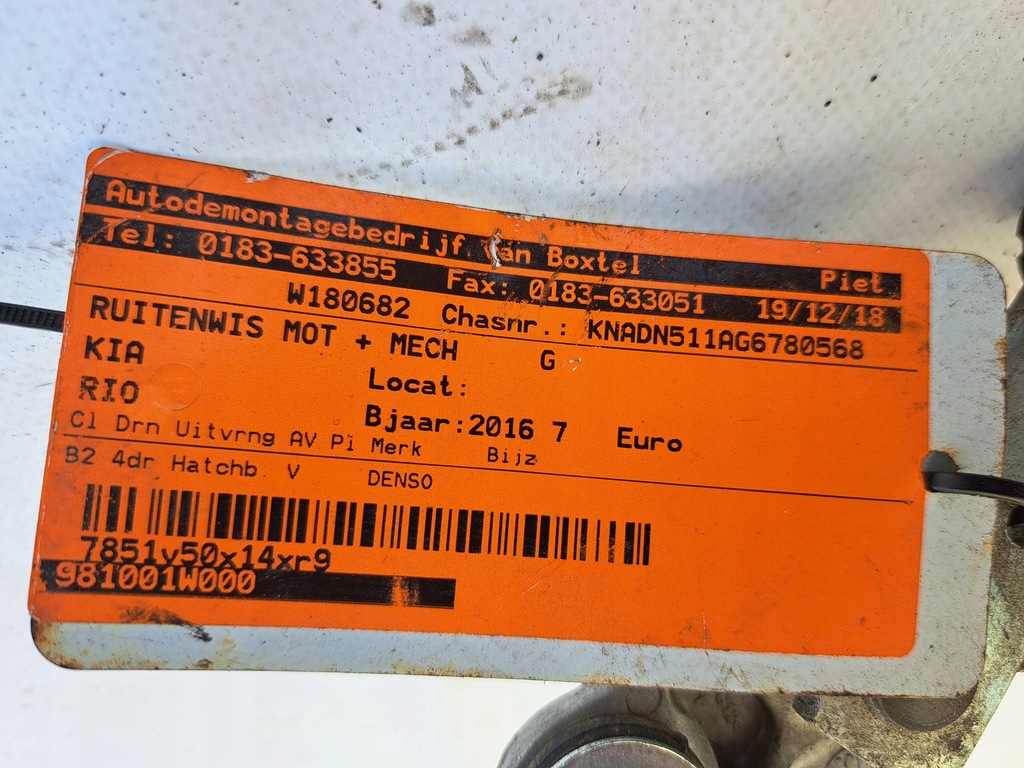 Autodemontagebedrijf van Boxtel Piet
Tel: 0183-633855 Fax: 0183-633051 19/12/18
W180682 Chasnr.: KNADN511AG6780568
RUITENWIS MOT + MECH G
KIA Locat:
RIO Bjaar:2016 7 Euro
Cl Drn Uitvrng AV Pl Merk Bijz
B2 4dr Hatchb. V DENSO
7851v50x14xr9
981001W000